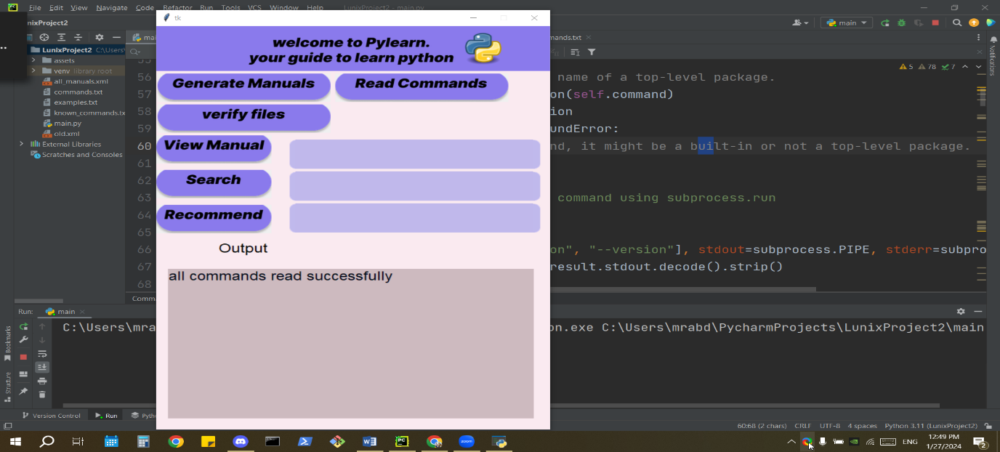 File Edit View Navigate Code Refactor Run Tools VCS Window Help LunixProject2 - main.py
tk
nixProject2
main
LunixProject2 C:\Users\
assets
venv library root
all_manuals.xml
commands.txt
examples.txt
known_commands.tx
main.py
old.xml
External Libraries
Scratches and Consoles
welcome to Pylearn.
your guide to learn python
Generate Manuals
Read Commands
verify files
View Manual
Search
Recommend
Output
all commands read successfully
mands.txt
5 78 7
Notifications
55
56 name of a top-level package.
57 on(self.command)
58 ion
59 undError:
60 nd, it might be a built-in or not a top-level package.
61
62
63 command using subprocess.run
64
65
66 on", "--version"], stdout=subprocess.PIPE, stderr=subpro
67 result.stdout.decode().strip()
68
Comma
Run: main
C:\Users\mra on.exe C:\Users\mrabd\PycharmProjects\LunixProject2\main
Bookmarks
Structure
Version Control Run Pyth
60:68 (2 chars) CRLF UTF-8 4 spaces Python 3.11 (LunixProject2)
zoom
ENG
12:49 PM
1/27/2024
2